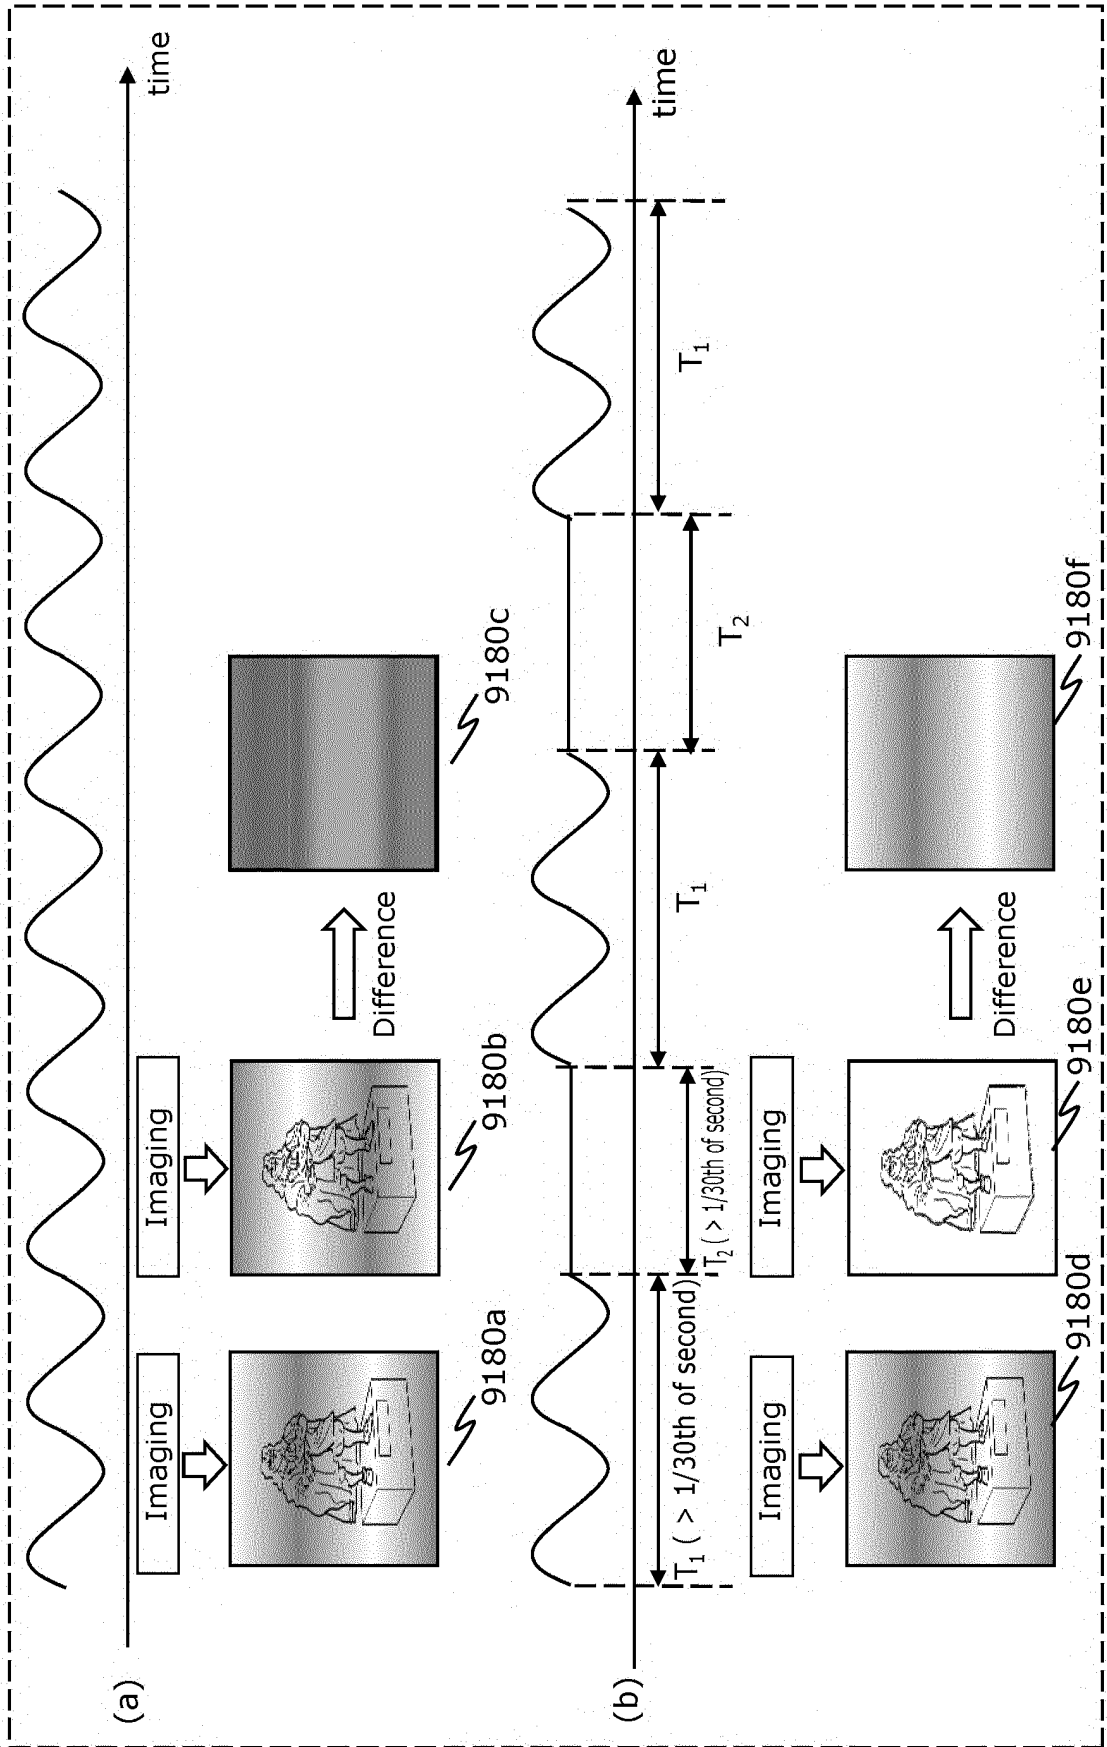 (a)
time
Imaging
Imaging
9180a
9180b
Difference
9180c
(b)
time
T₁ ( > 1/30th of second)
T₂ ( > 1/30th of second)
T₁
T₂
T₁
Imaging
Imaging
9180d
9180e
Difference
9180f